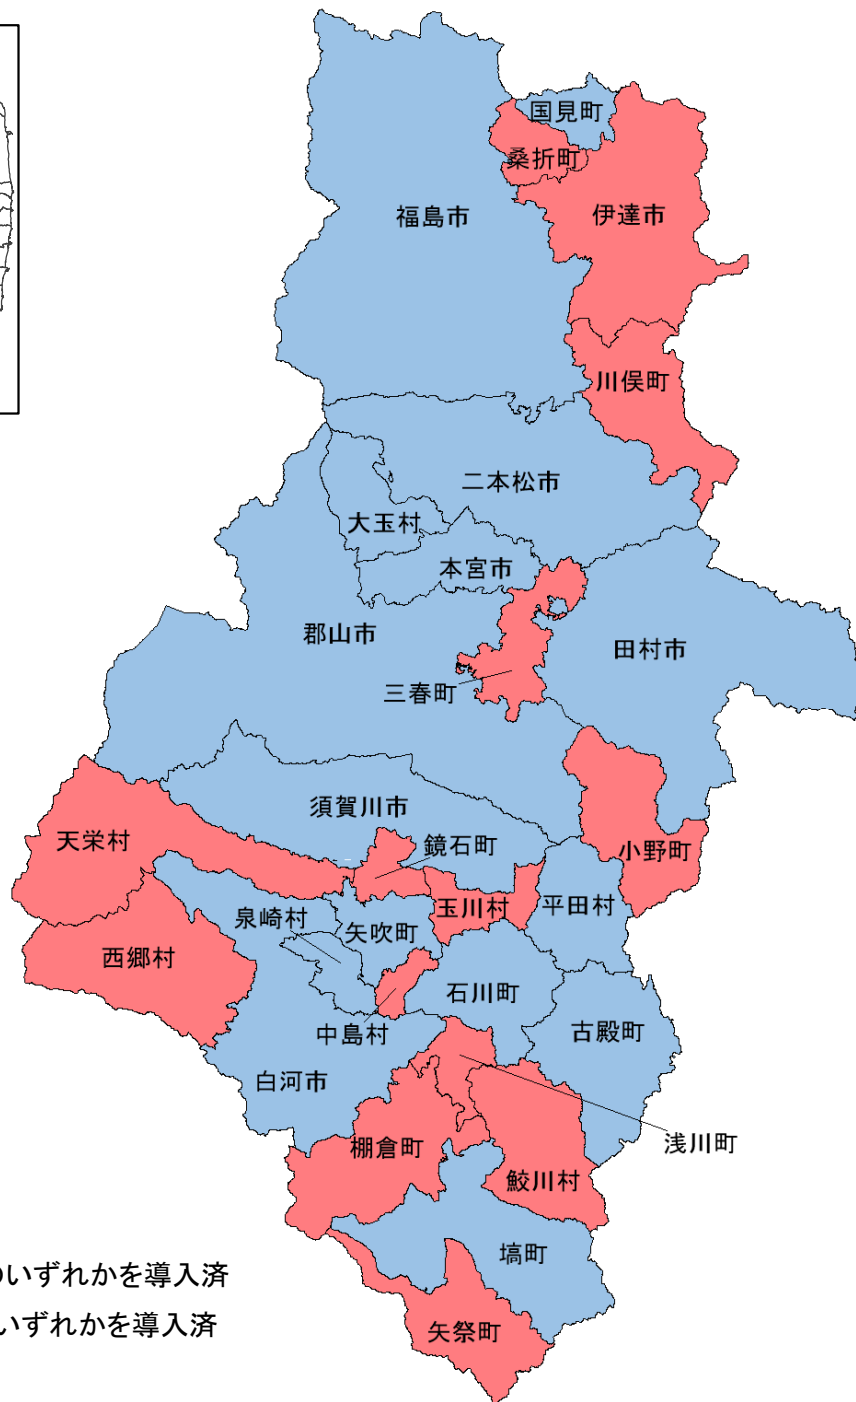 国見町
桑折町
伊達市
福島市
川俣町
二本松市
大玉村
本宮市
郡山市
田村市
三春町
須賀川市
天栄村
鏡石町
小野町
玉川村
平田村
泉崎村
矢吹町
西郷村
石川町
中島村
古殿町
白河市
浅川町
棚倉町
鮫川村
塙町
のいずれかを導入済
いずれかを導入済
矢祭町